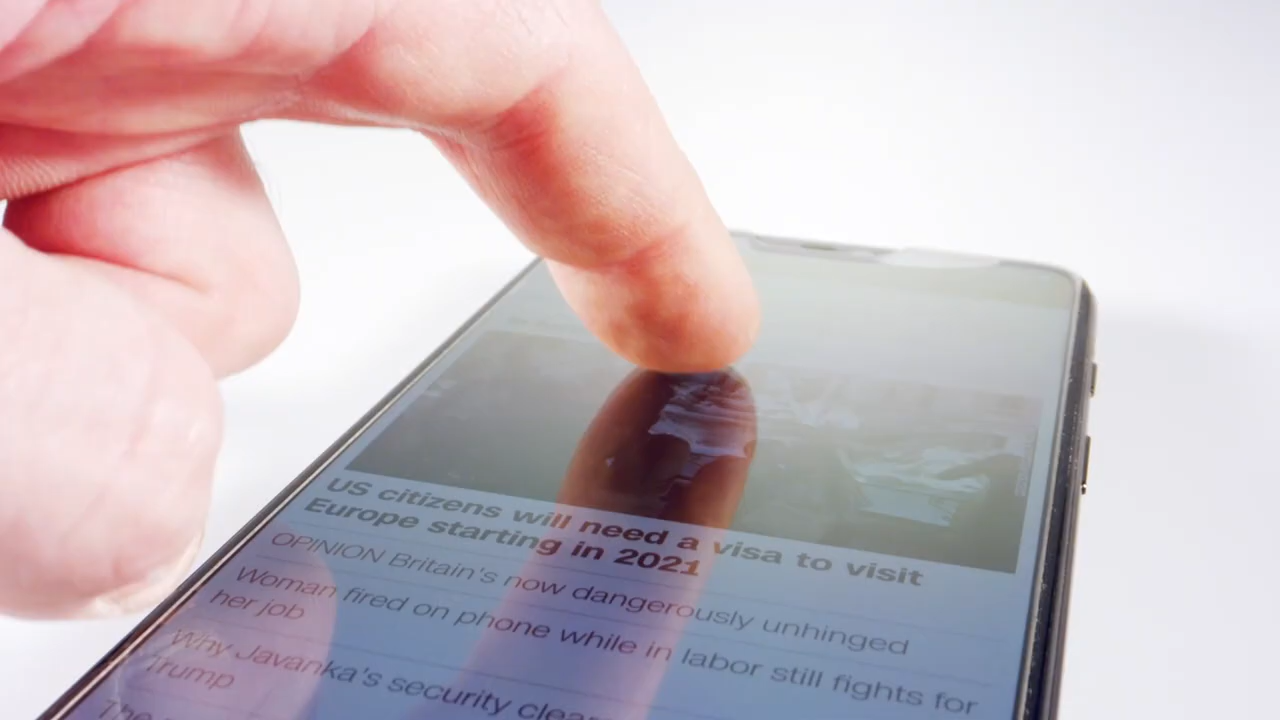 US citizens will need a visa to visit
Europe starting in 2021
OPINION Britain's now dangerously unhinged
Woman fired on phone while in labor still fights for
her job
Why Javanka's security
Trump
The